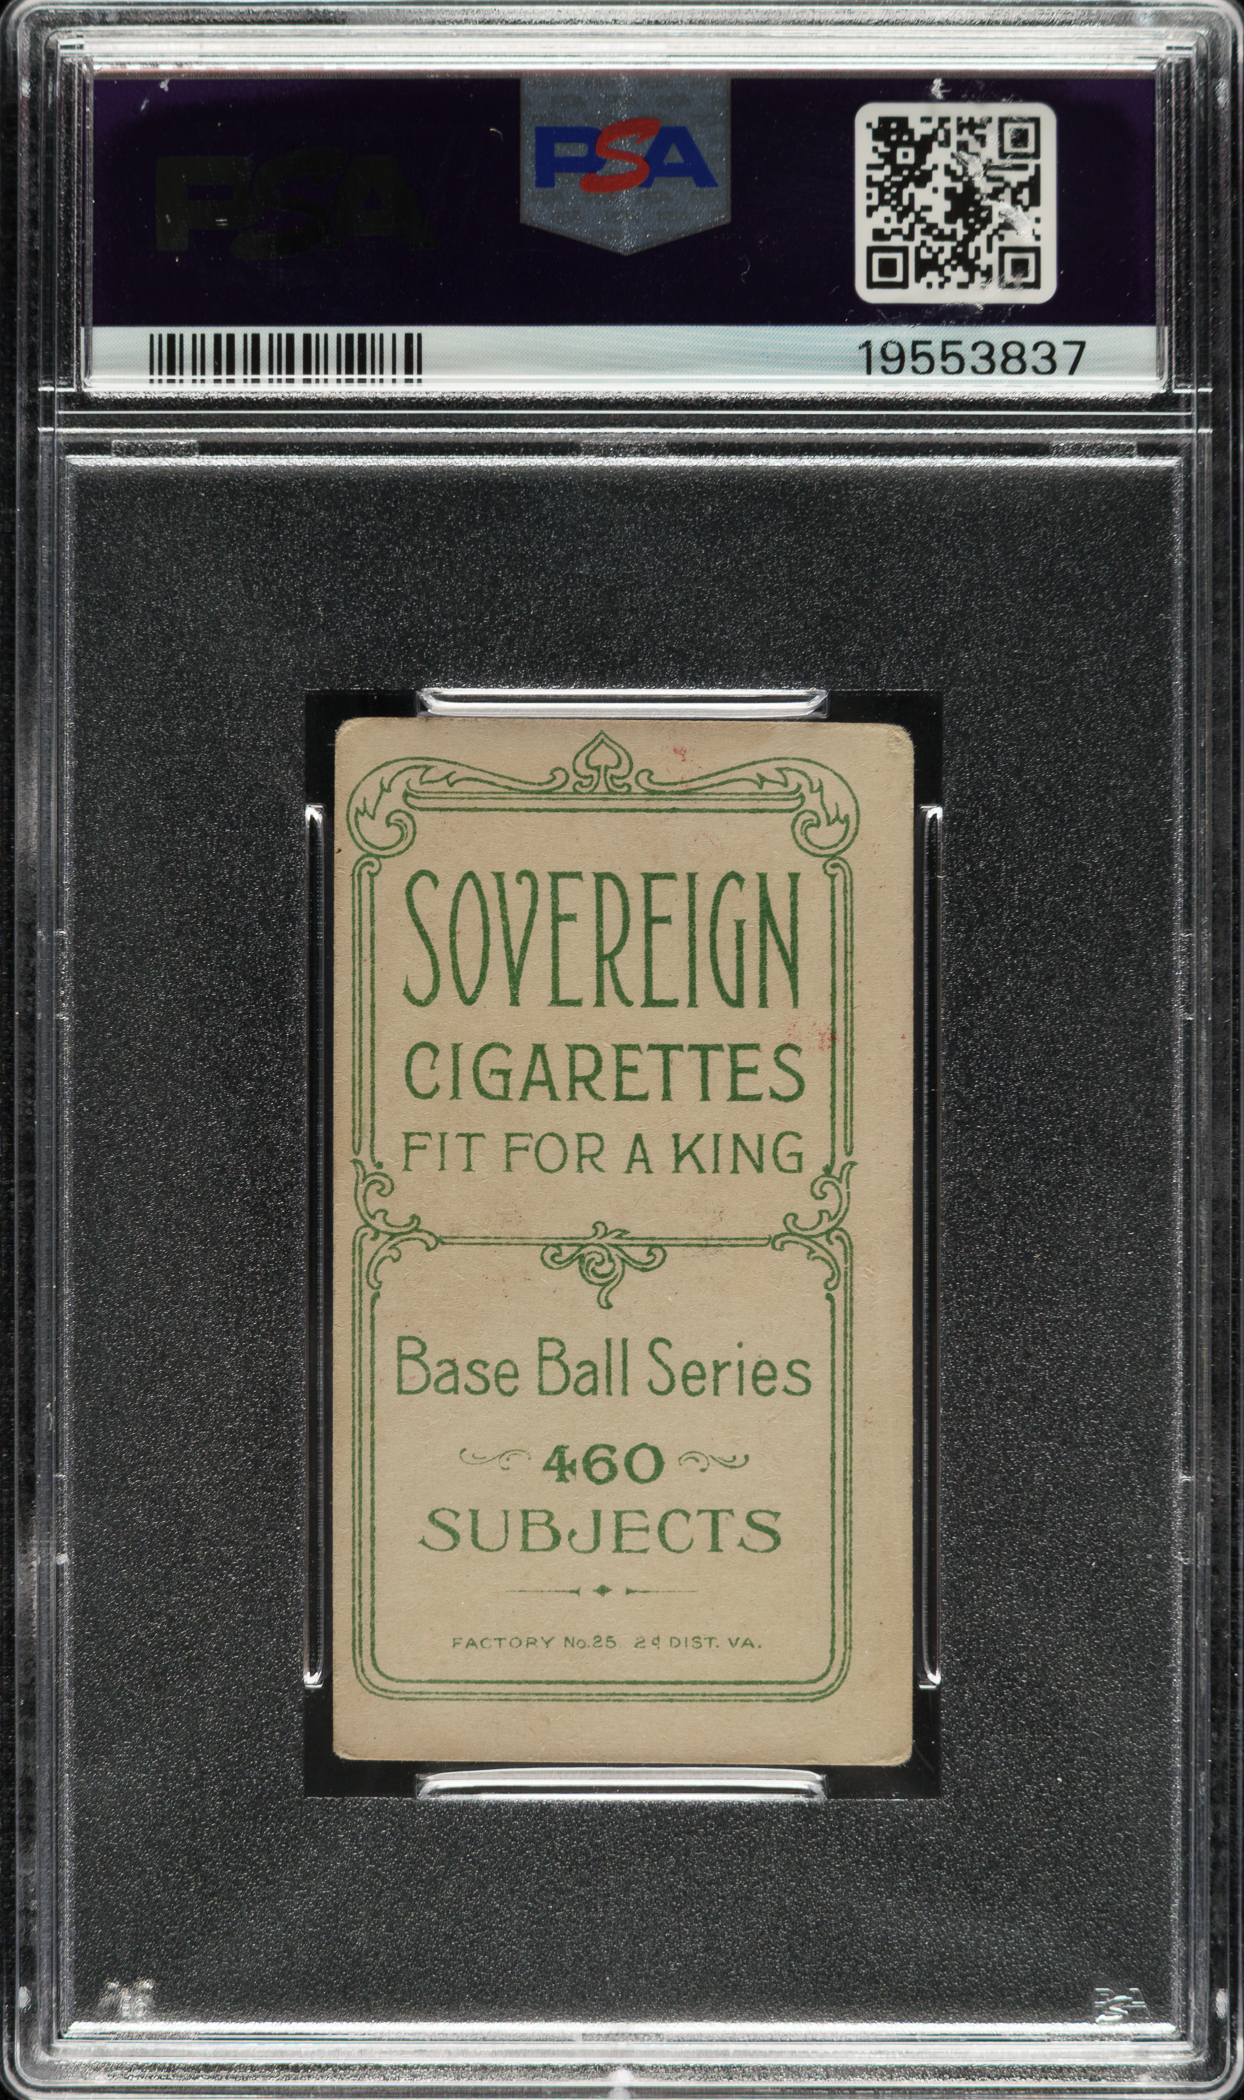 PSA
PSA
19553837
SOVEREIGN
CIGARETTES
FIT FOR A KING
Base Ball Series
460
SUBJECTS
FACTORY No.25. 2d DIST. VA.
PSA